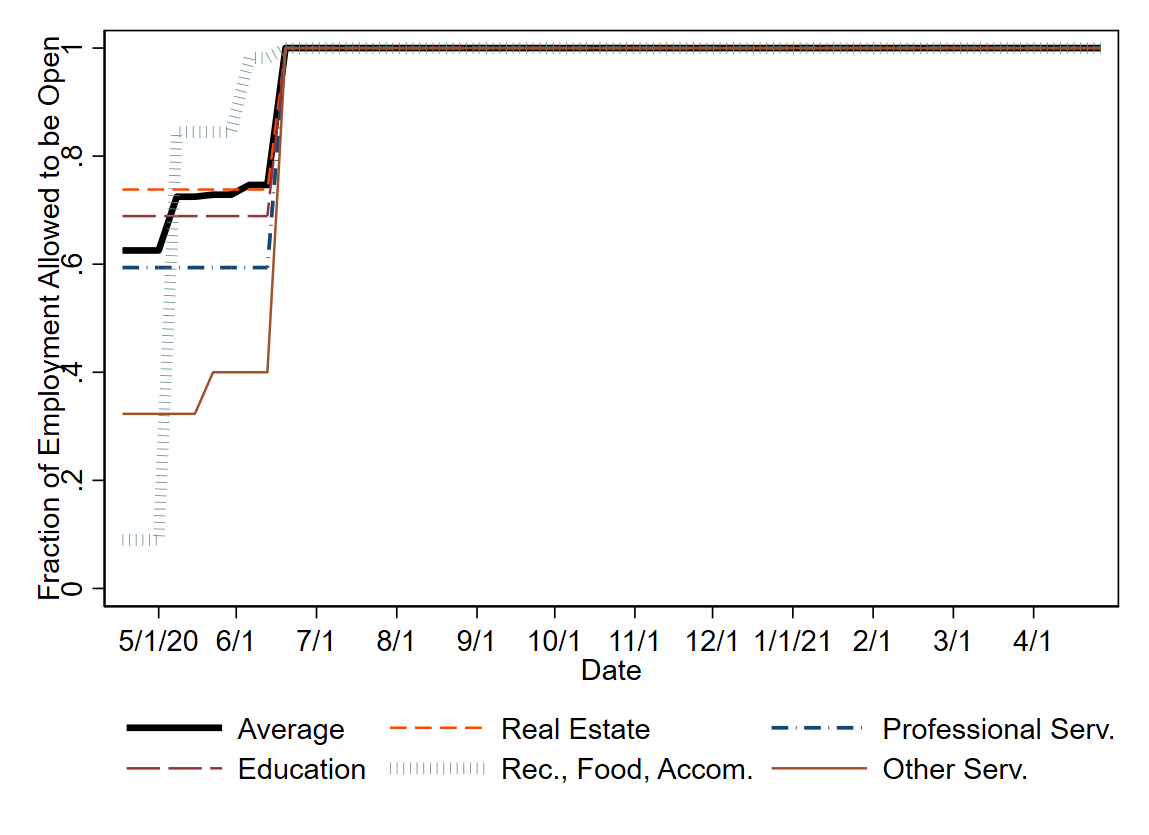 Fraction of Employment Allowed to be Open
1
.8
.6
.4
.2
0
5/1/20 6/1 7/1 8/1 9/1 10/1 11/1 12/1 1/1/21 2/1 3/1 4/1
Date
Average Real Estate Professional Serv.
Education Rec., Food, Accom. Other Serv.